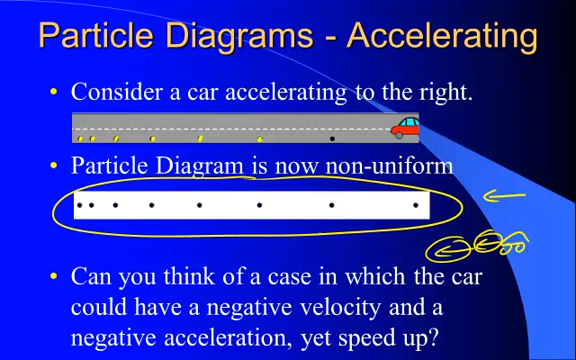 Particle Diagrams - Accelerating
• Consider a car accelerating to the right.
• Particle Diagram is now non-uniform
• Can you think of a case in which the car
could have a negative velocity and a
negative acceleration, yet speed up?